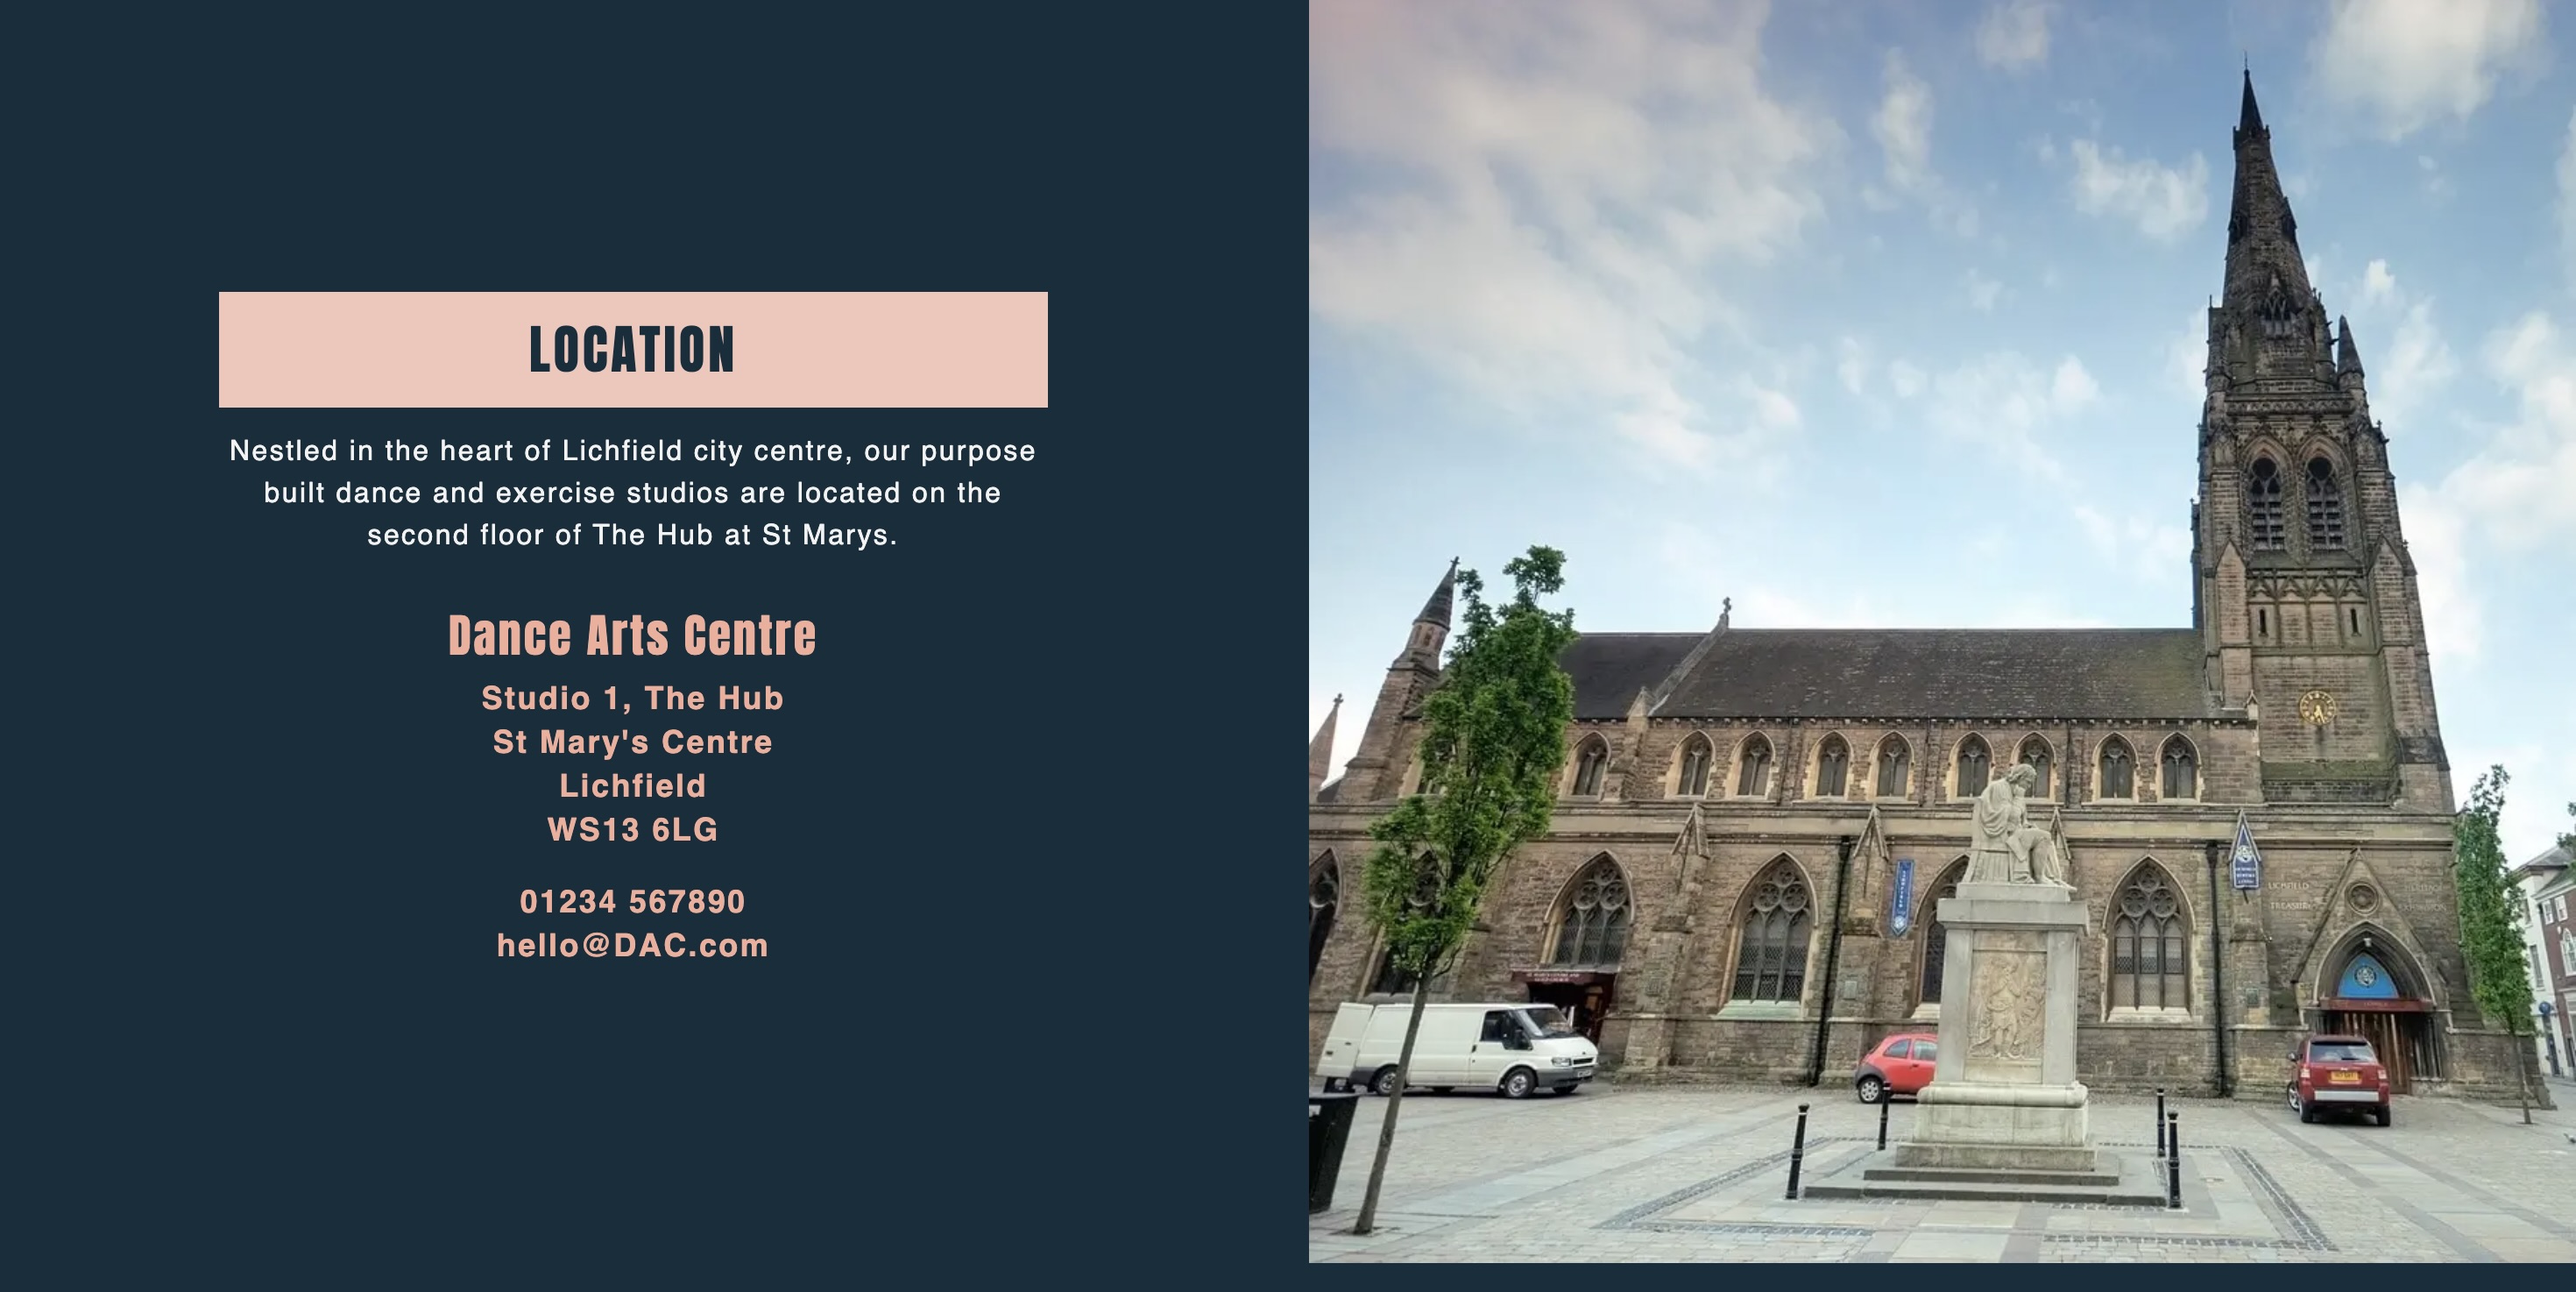 LOCATION
Nestled in the heart of Lichfield city centre, our purpose
built dance and exercise studios are located on the
second floor of The Hub at St Marys.
Dance Arts Centre
Studio 1, The Hub
St Mary's Centre
Lichfield
WS13 6LG
01234 567890
hello@DAC.com
LICHFIELD